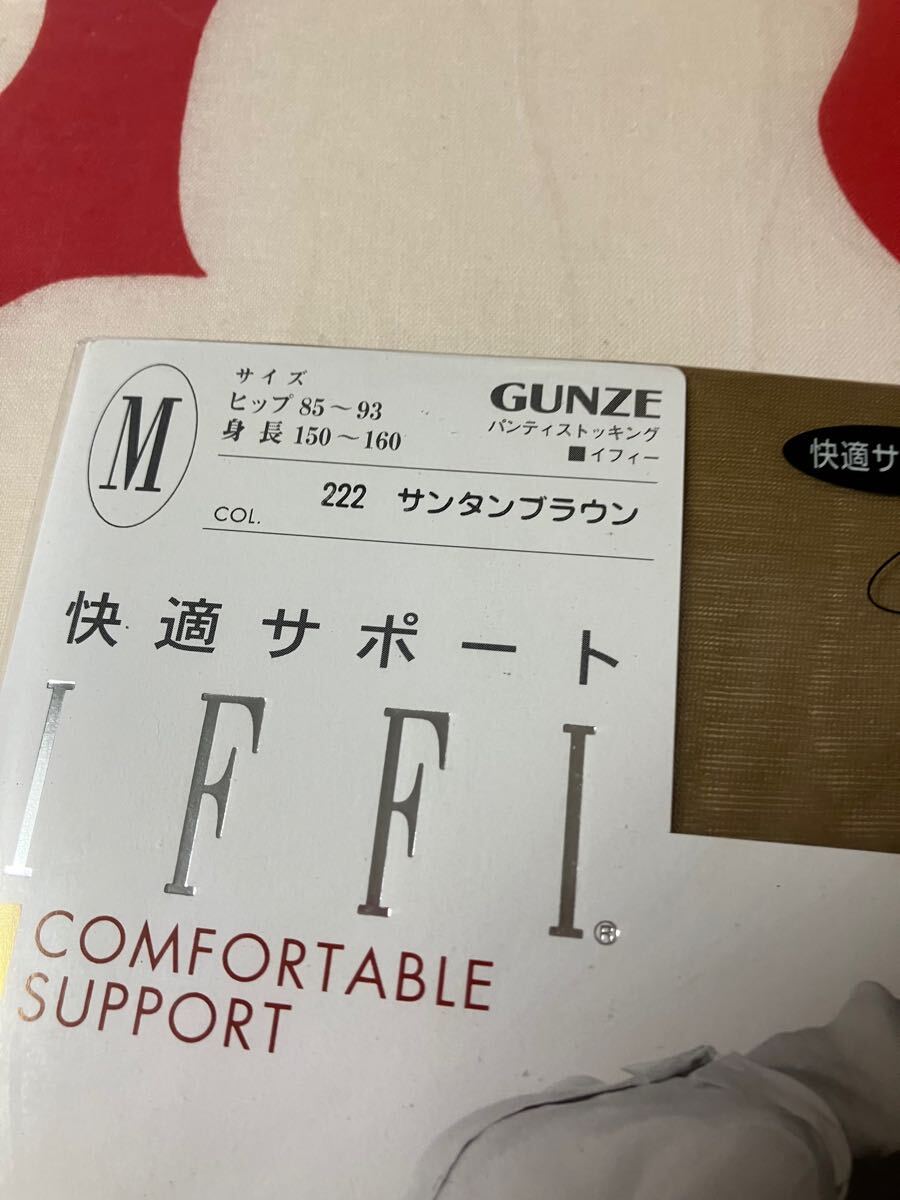 M
サイズ
ヒップ 85〜93
身長 150〜160
GUNZE
パンティストッキング
■イフィー
COL. 222 サンタンブラウン
快適サ
快適サポート
IFFI®
COMFORTABLE
SUPPORT